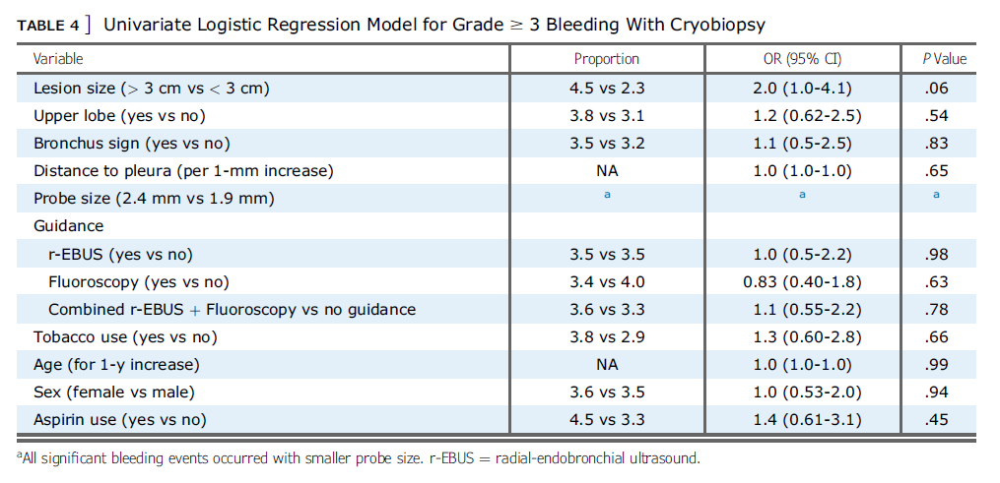 TABLE 4 ] Univariate Logistic Regression Model for Grade ≥ 3 Bleeding With Cryobiopsy
Variable Proportion OR (95% CI) P Value
Lesion size (> 3 cm vs < 3 cm) 4.5 vs 2.3 2.0 (1.0-4.1) .06
Upper lobe (yes vs no) 3.8 vs 3.1 1.2 (0.62-2.5) .54
Bronchus sign (yes vs no) 3.5 vs 3.2 1.1 (0.5-2.5) .83
Distance to pleura (per 1-mm increase) NA 1.0 (1.0-1.0) .65
Probe size (2.4 mm vs 1.9 mm) a a a
Guidance
r-EBUS (yes vs no) 3.5 vs 3.5 1.0 (0.5-2.2) .98
Fluoroscopy (yes vs no) 3.4 vs 4.0 0.83 (0.40-1.8) .63
Combined r-EBUS + Fluoroscopy vs no guidance 3.6 vs 3.3 1.1 (0.55-2.2) .78
Tobacco use (yes vs no) 3.8 vs 2.9 1.3 (0.60-2.8) .66
Age (for 1-y increase) NA 1.0 (1.0-1.0) .99
Sex (female vs male) 3.6 vs 3.5 1.0 (0.53-2.0) .94
Aspirin use (yes vs no) 4.5 vs 3.3 1.4 (0.61-3.1) .45
aAll significant bleeding events occurred with smaller probe size. r-EBUS = radial-endobronchial ultrasound.